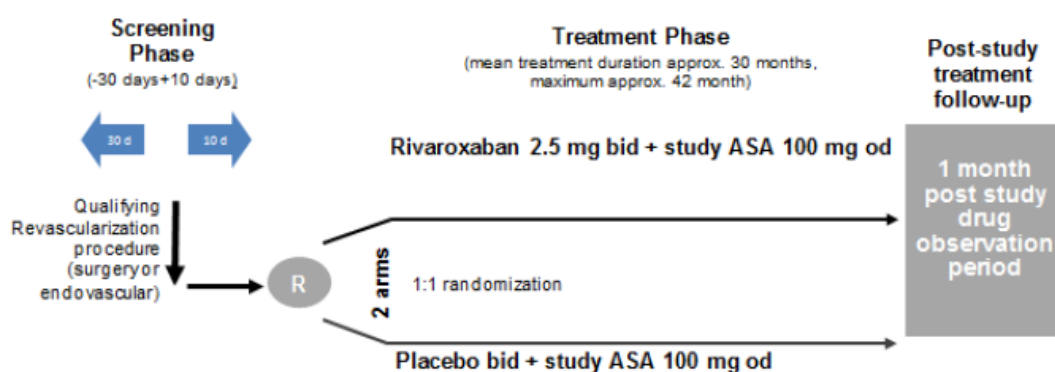 Screening
Phase
(-30 days+10 days)
30 d
10 d
Qualifying
Revascularization
procedure
(surgery or
endovascular)
R
Treatment Phase
(mean treatment duration approx. 30 months,
maximum approx. 42 month)
Rivaroxaban 2.5 mg bid + study ASA 100 mg od
2 arms
1:1 randomization
Placebo bid + study ASA 100 mg od
Post-study
treatment
follow-up
1 month
post study
drug
observation
period